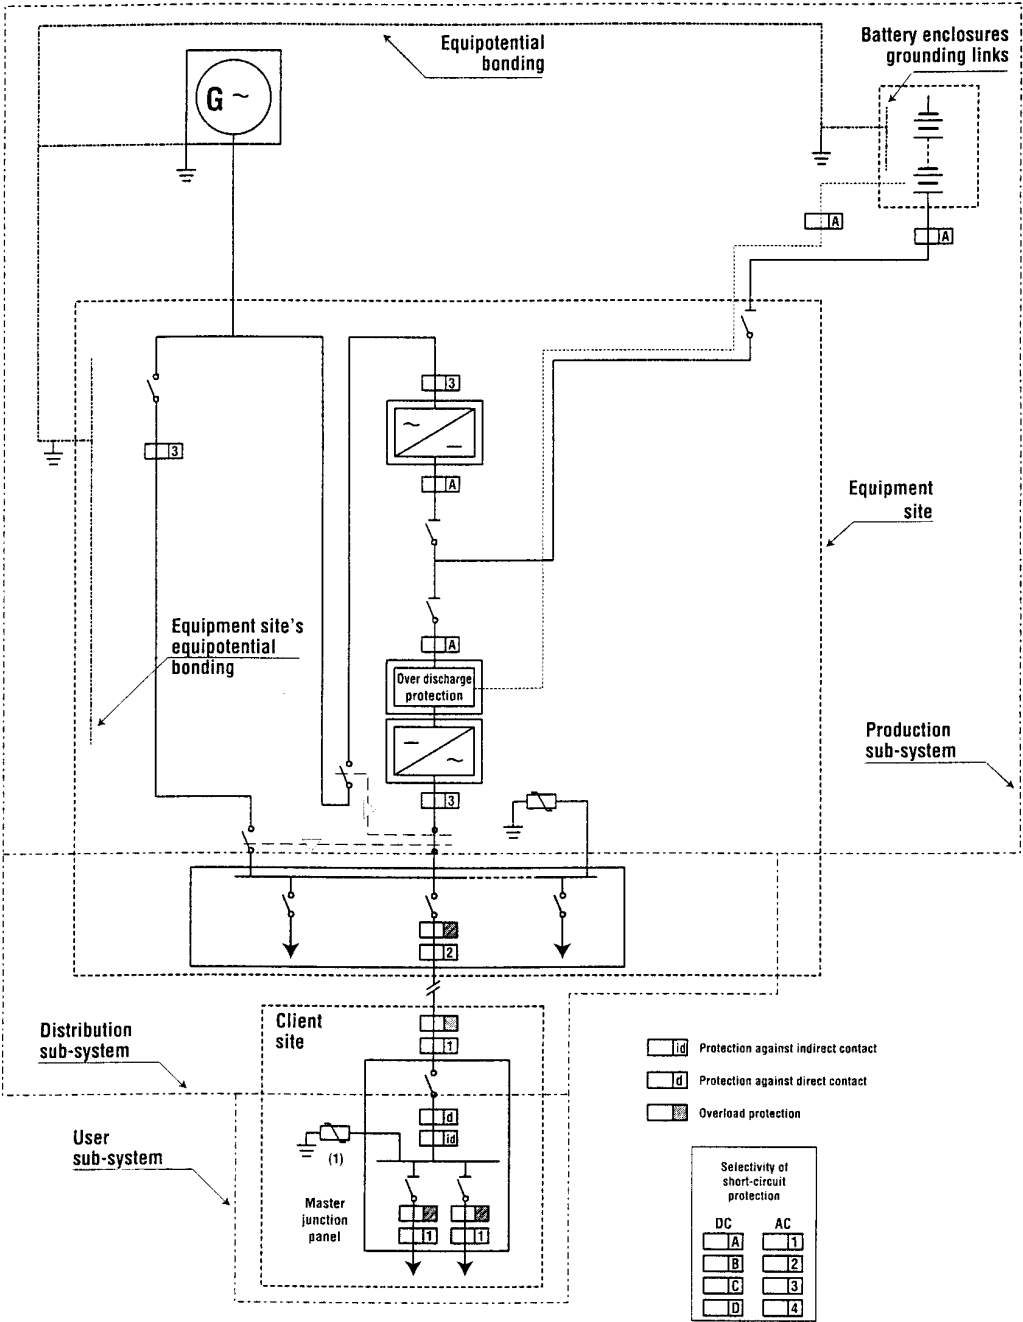 Equipotential
bonding
Battery enclosures
grounding links
G ~
A
A
3
3
~
A
Equipment
site
Equipment site's
equipotential
bonding
A
Over discharge
protection
~
3
Production
sub-system
2
Client
site
1
Distribution
sub-system
d
id
(1)
User
sub-system
Master
junction
panel
1
1
id Protection against indirect contact
d Protection against direct contact
Overload protection
Selectivity of
short-circuit
protection
DC AC
A 1
B 2
C 3
D 4